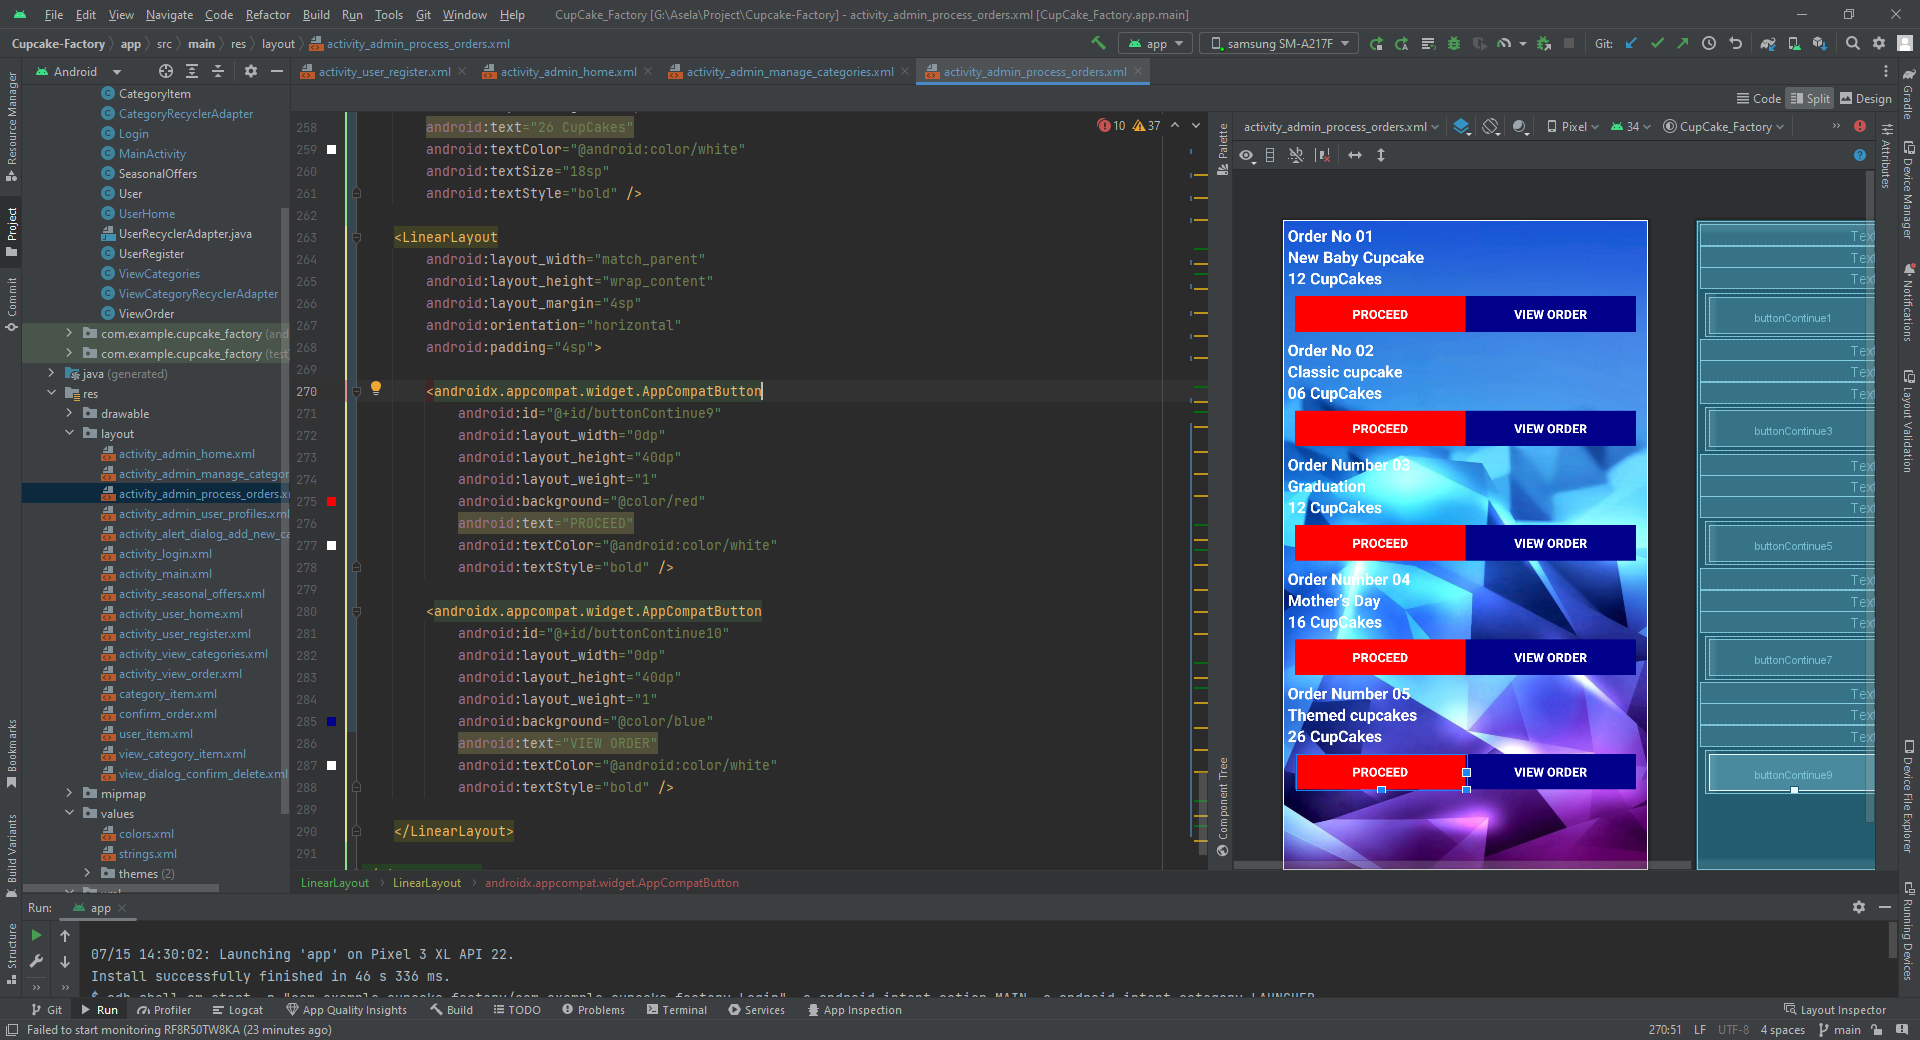 File Edit View Navigate Code Refactor Build Run Tools Git Window Help CupCake_Factory [G:\Asela\Project\Cupcake-Factory] - activity_admin_process_orders.xml [CupCake_Factory.app.main]
Cupcake-Factory app src main res layout activity_admin_process_orders.xml app samsung SM-A217F Git:
Android activity_user_register.xml activity_admin_home.xml activity_admin_manage_categories.xml activity_admin_process_orders.xml
Code Split Design
Resource Manager
Project
Commit
Bookmarks
Build Variants
Structure
CategoryItem
CategoryRecyclerAdapter
Login
MainActivity
SeasonalOffers
User
UserHome
UserRecyclerAdapter.java
UserRegister
ViewCategories
ViewCategoryRecyclerAdapter
ViewOrder
com.example.cupcake_factory (and
com.example.cupcake_factory (test
java (generated)
res
drawable
layout
activity_admin_home.xml
activity_admin_manage_categor
activity_admin_process_orders.x
activity_admin_user_profiles.xml
activity_alert_dialog_add_new_ca
activity_login.xml
activity_main.xml
activity_seasonal_offers.xml
activity_user_home.xml
activity_user_register.xml
activity_view_categories.xml
activity_view_order.xml
category_item.xml
confirm_order.xml
user_item.xml
view_category_item.xml
view_dialog_confirm_delete.xml
mipmap
values
colors.xml
strings.xml
themes (2)
258 android:text="26 CupCakes"
259 android:textColor="@android:color/white"
260 android:textSize="18sp"
261 android:textStyle="bold" />
262
263 <LinearLayout
264 android:layout_width="match_parent"
265 android:layout_height="wrap_content"
266 android:layout_margin="4sp"
267 android:orientation="horizontal"
268 android:padding="4sp">
269
270 <androidx.appcompat.widget.AppCompatButton
271 android:id="@+id/buttonContinue9"
272 android:layout_width="0dp"
273 android:layout_height="40dp"
274 android:layout_weight="1"
275 android:background="@color/red"
276 android:text="PROCEED"
277 android:textColor="@android:color/white"
278 android:textStyle="bold" />
279
280 <androidx.appcompat.widget.AppCompatButton
281 android:id="@+id/buttonContinue10"
282 android:layout_width="0dp"
283 android:layout_height="40dp"
284 android:layout_weight="1"
285 android:background="@color/blue"
286 android:text="VIEW ORDER"
287 android:textColor="@android:color/white"
288 android:textStyle="bold" />
289
290 </LinearLayout>
291
10 37
LinearLayout LinearLayout androidx.appcompat.widget.AppCompatButton
Palette
Component Tree
activity_admin_process_orders.xml Pixel 34 CupCake_Factory
Order No 01
New Baby Cupcake
12 CupCakes
PROCEED VIEW ORDER
Order No 02
Classic cupcake
06 CupCakes
PROCEED VIEW ORDER
Order Number 03
Graduation
12 CupCakes
PROCEED VIEW ORDER
Order Number 04
Mother's Day
16 CupCakes
PROCEED VIEW ORDER
Order Number 05
Themed cupcakes
26 CupCakes
PROCEED VIEW ORDER
Tex
Tex
Tex
buttonContinue1
Tex
Tex
Tex
buttonContinue3
Tex
Tex
Tex
buttonContinue5
Tex
Tex
Tex
buttonContinue7
Tex
Tex
Tex
buttonContinue9
Attributes
Gradle
Device Manager
Notifications
Layout Validation
Device File Explorer
Running Devices
Run: app
07/15 14:30:02: Launching 'app' on Pixel 3 XL API 22.
Install successfully finished in 46 s 336 ms.
Git Run Profiler Logcat App Quality Insights Build TODO Problems Terminal Services App Inspection Layout Inspector
Failed to start monitoring RF8R50TW8KA (23 minutes ago) 270:51 LF UTF-8 4 spaces main